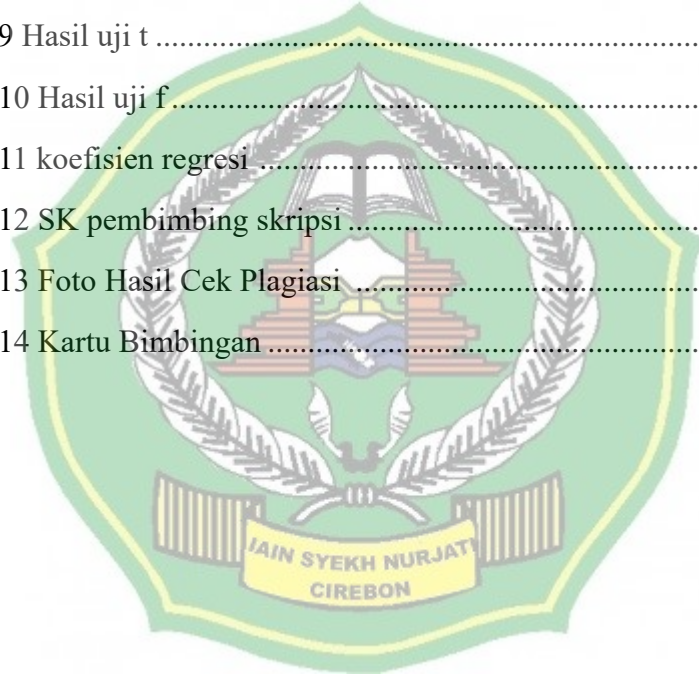 9 Hasil uji t ................................................................
10 Hasil uji f ................................................................
11 koefisien regresi ................................................................
12 SK pembimbing skripsi ................................................................
13 Foto Hasil Cek Plagiasi ................................................................
14 Kartu Bimbingan ................................................................
IAIN SYEKH NURJATI
CIREBON